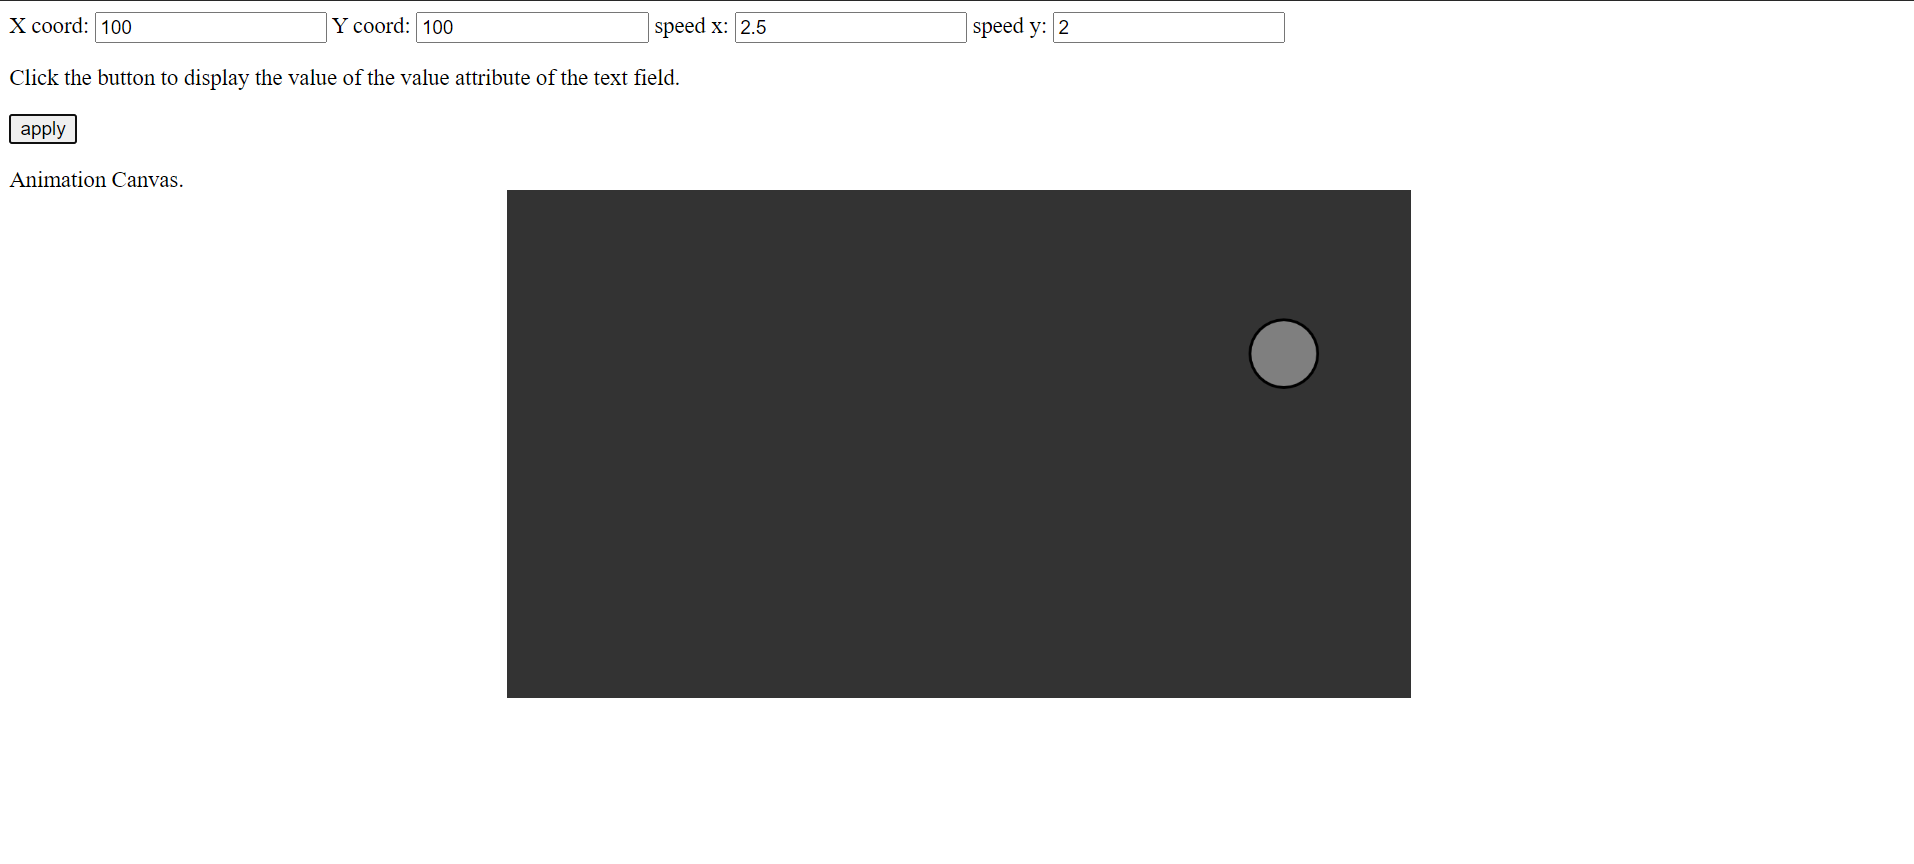 X coord: 100 Y coord: 100 speed x: 2.5 speed y: 2
Click the button to display the value of the value attribute of the text field.
apply
Animation Canvas.